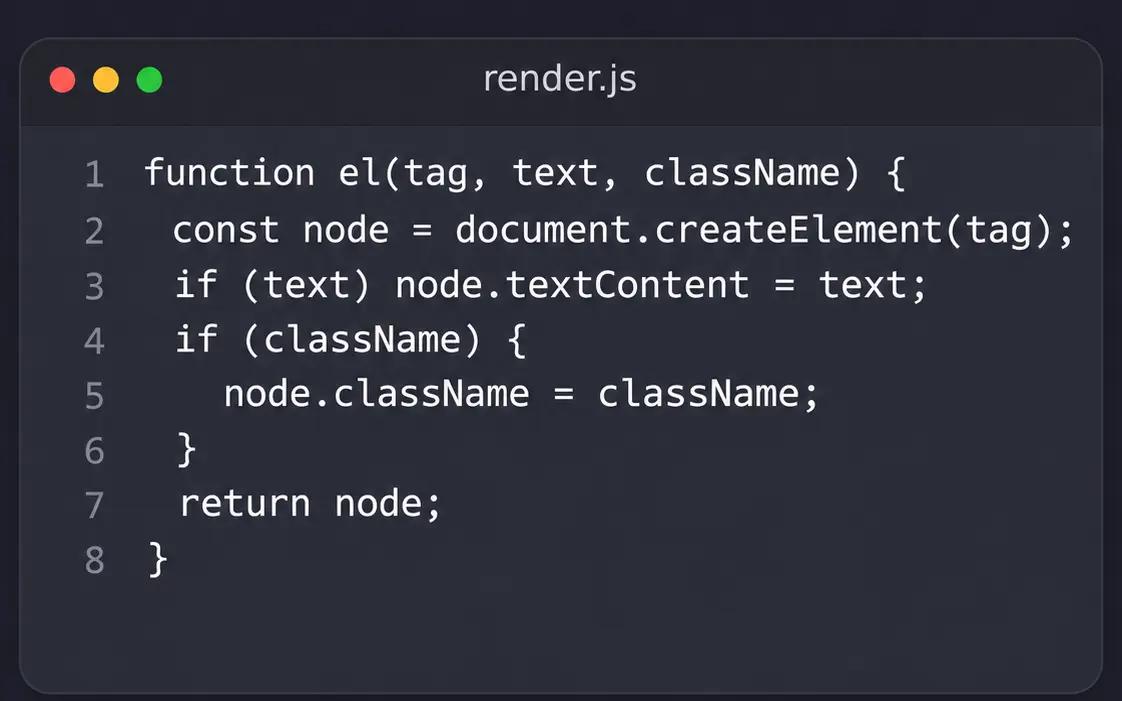 render.js
1 function el(tag, text, className) {
2   const node = document.createElement(tag);
3   if (text) node.textContent = text;
4   if (className) {
5     node.className = className;
6   }
7   return node;
8 }